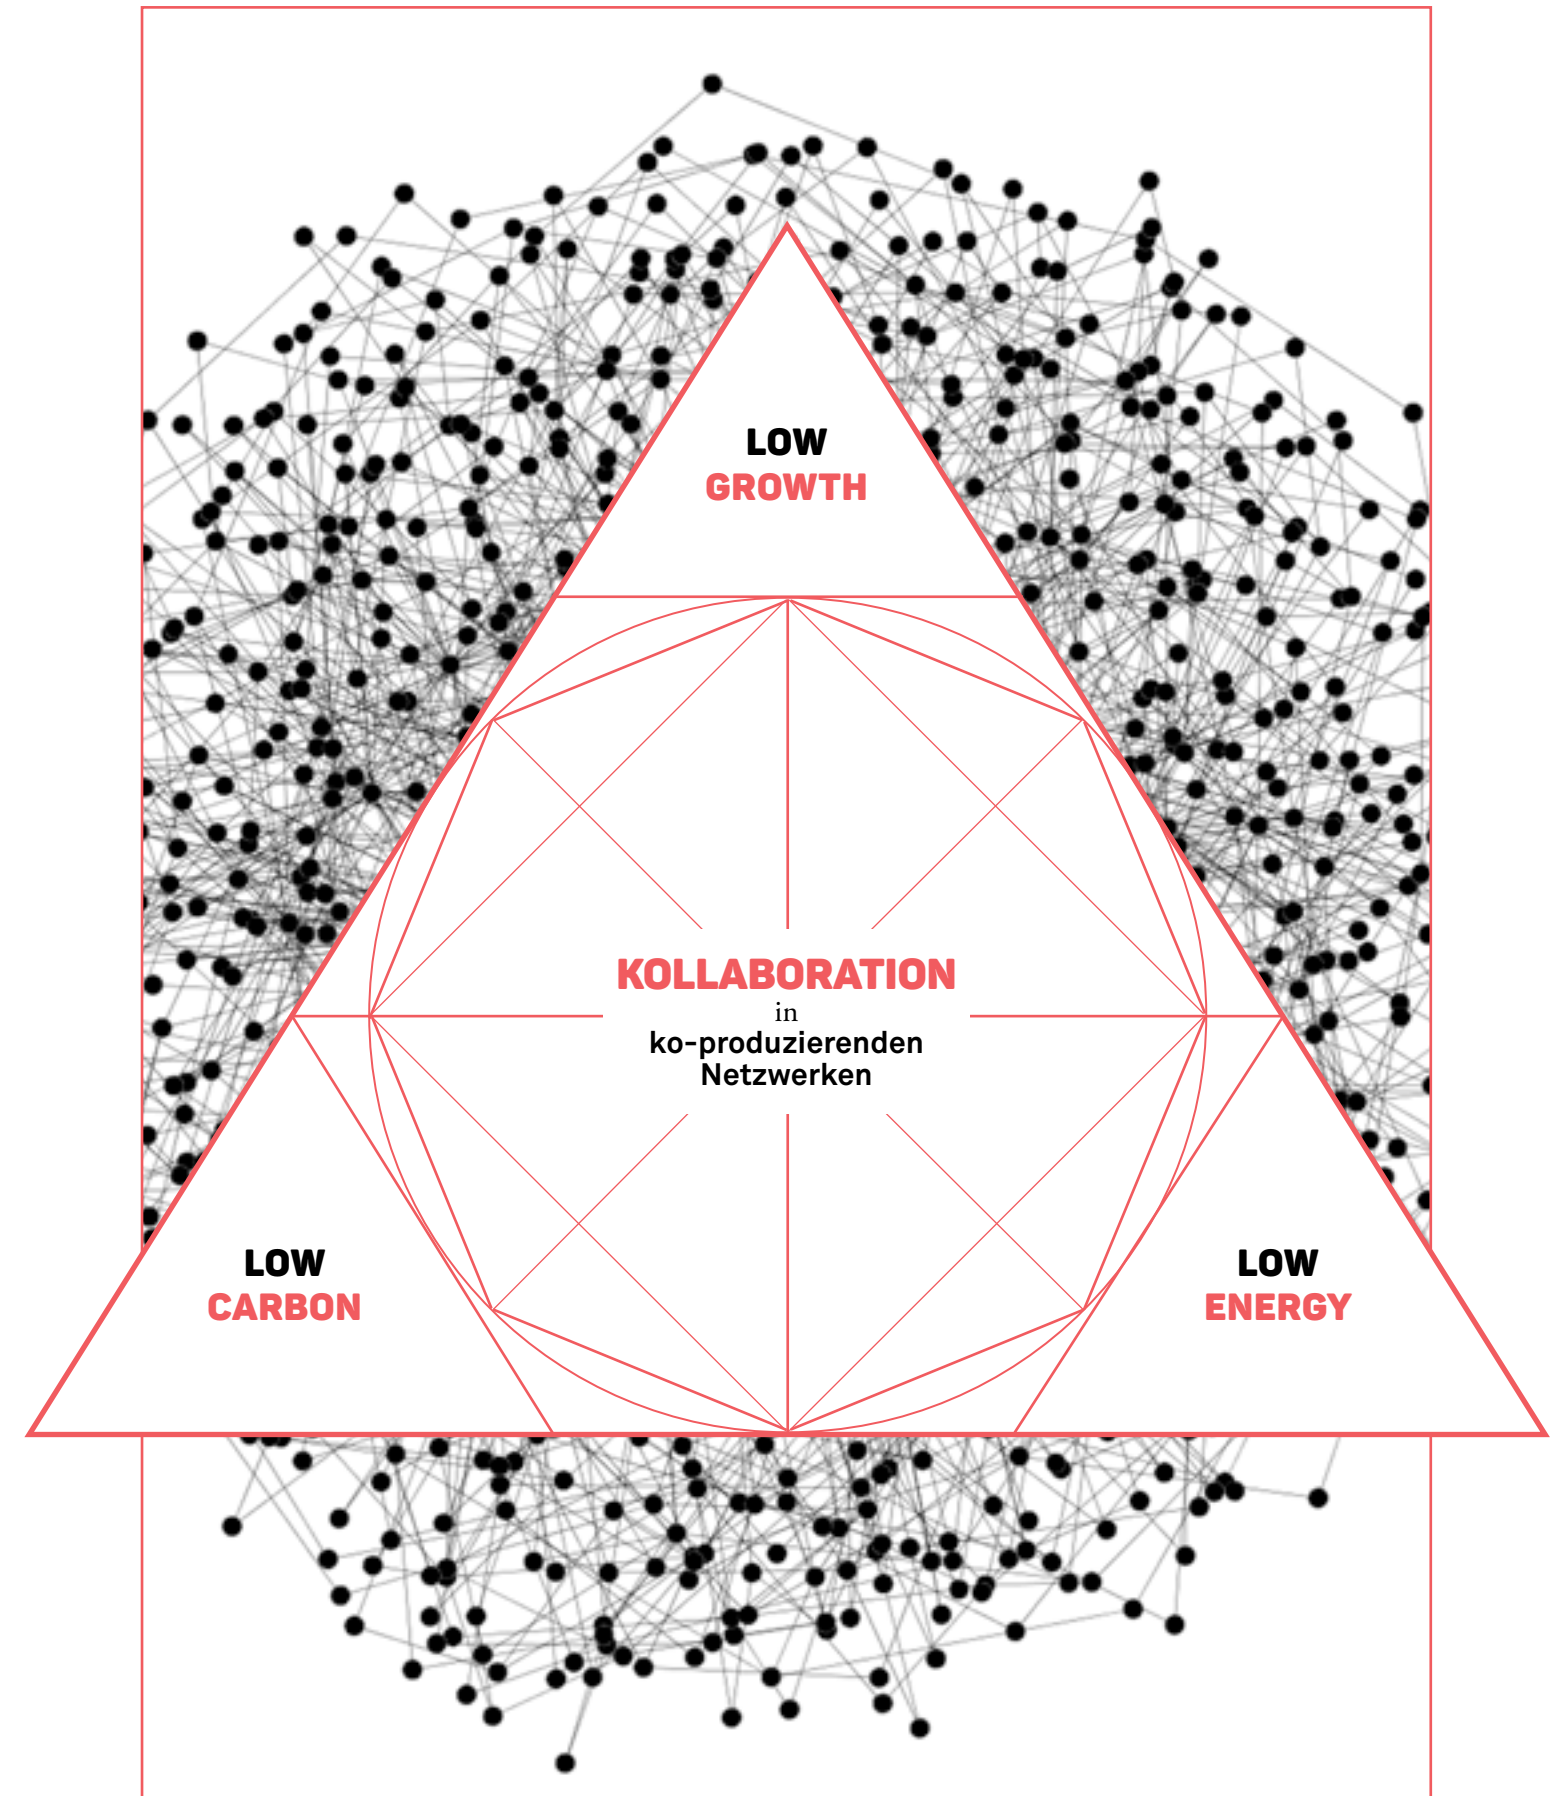 LOW
GROWTH
KOLLABORATION
in
ko-produzierenden
Netzwerken
LOW
CARBON
LOW
ENERGY